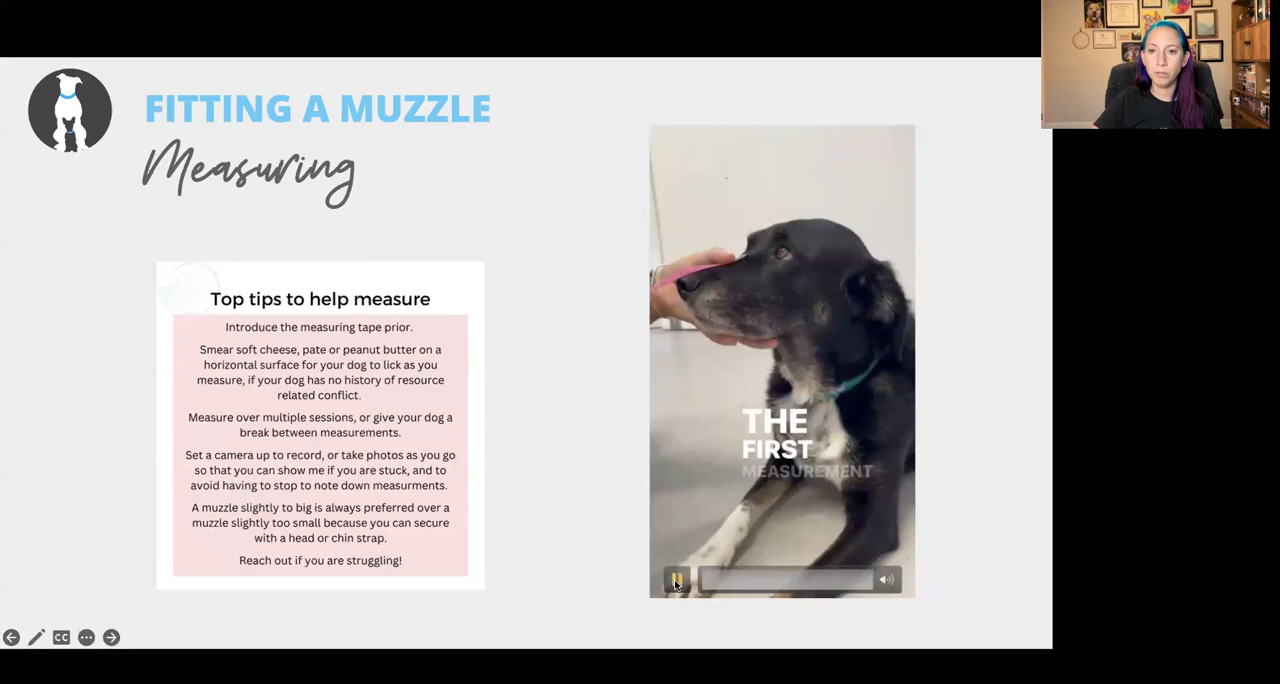 FITTING A MUZZLE
Measuring
Top tips to help measure
Introduce the measuring tape prior.
Smear soft cheese, pate or peanut butter on a
horizontal surface for your dog to lick as you
measure, if your dog has no history of resource
related conflict.
Measure over multiple sessions, or give your dog a
break between measurements.
Set a camera up to record, or take photos as you go
so that you can show me if you are stuck, and to
avoid having to stop to note down measurments.
A muzzle slightly to big is always preferred over a
muzzle slightly too small because you can secure
with a head or chin strap.
Reach out if you are struggling!
THE
FIRST
MEASUREMENT
CC